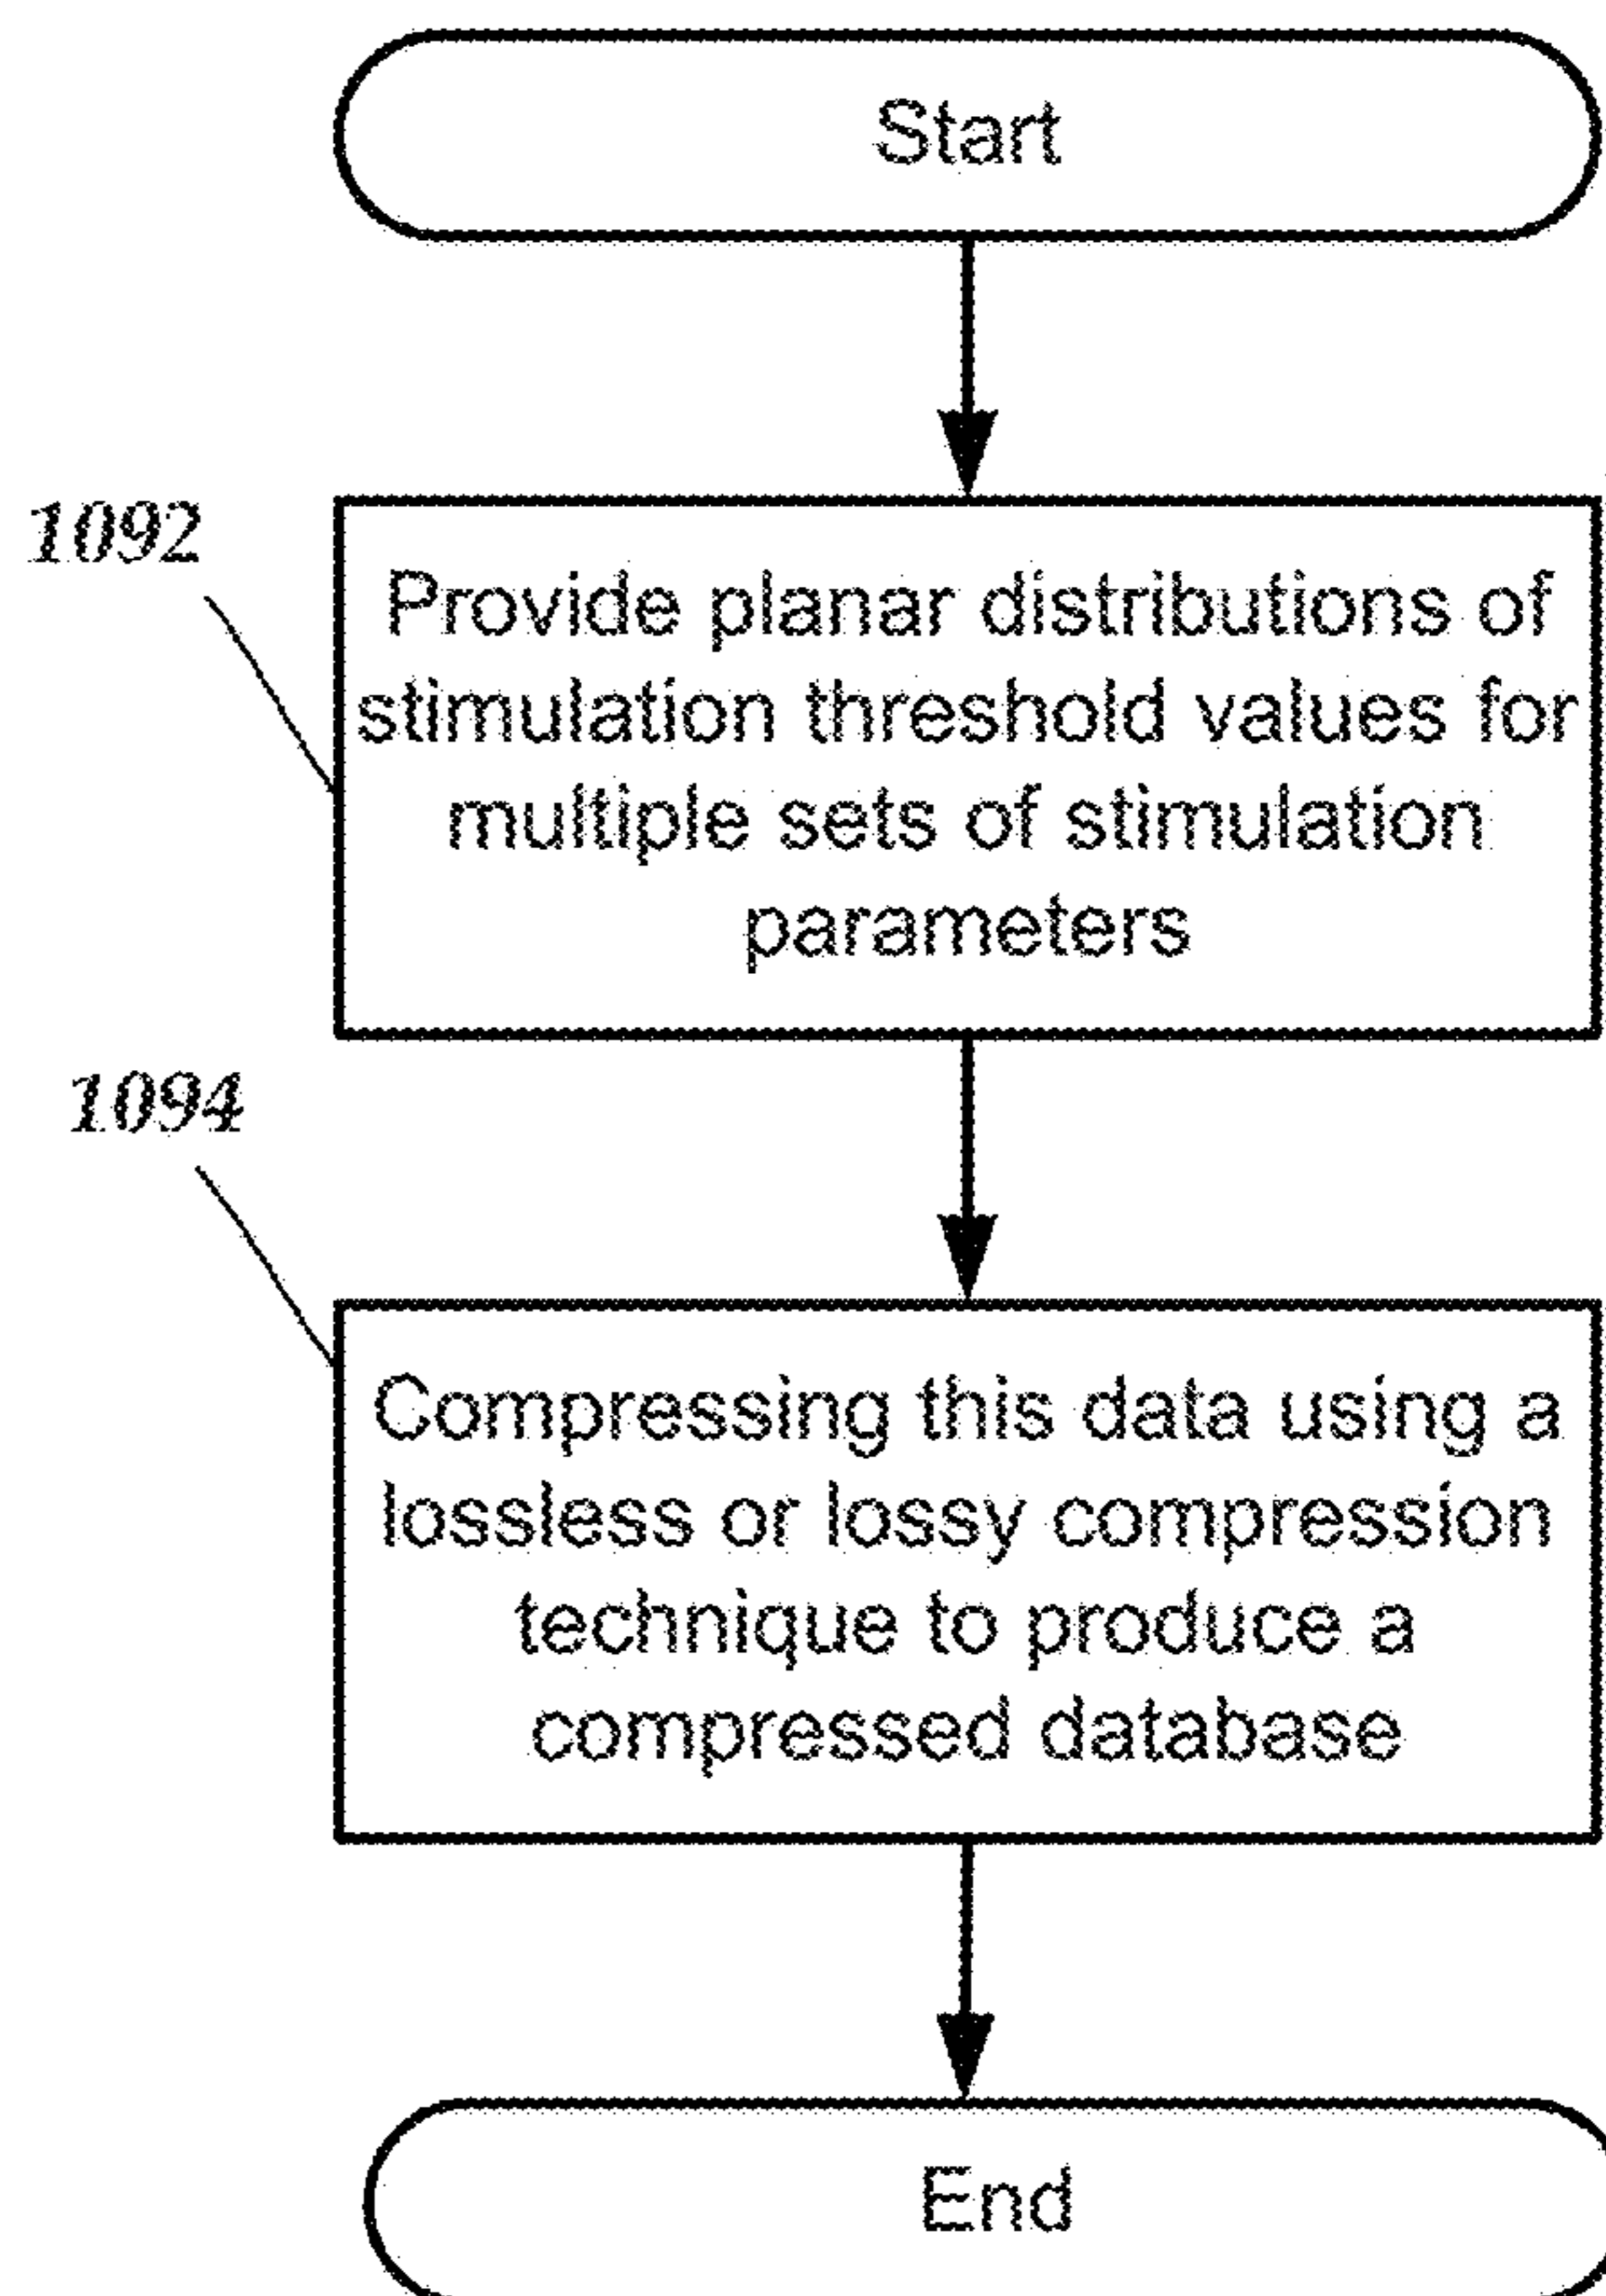 Start
1092
Provide planar distributions of
stimulation threshold values for
multiple sets of stimulation
parameters
1094
Compressing this data using a
lossless or lossy compression
technique to produce a
compressed database
End